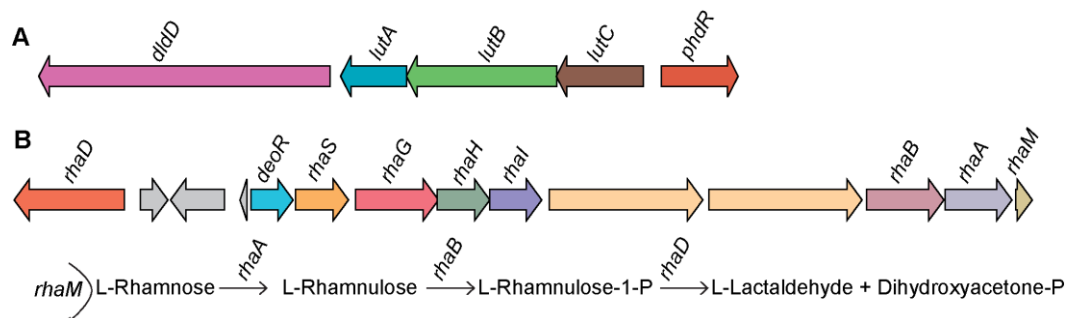 A
dldD lutA lutB lutC phdR
B
rhaD deoR rhaS rhaG rhaH rhaI rhaB rhaA rhaM
rhaA rhaB rhaD
rhaM L-Rhamnose L-Rhamnulose L-Rhamnulose-1-P L-Lactaldehyde + Dihydroxyacetone-P